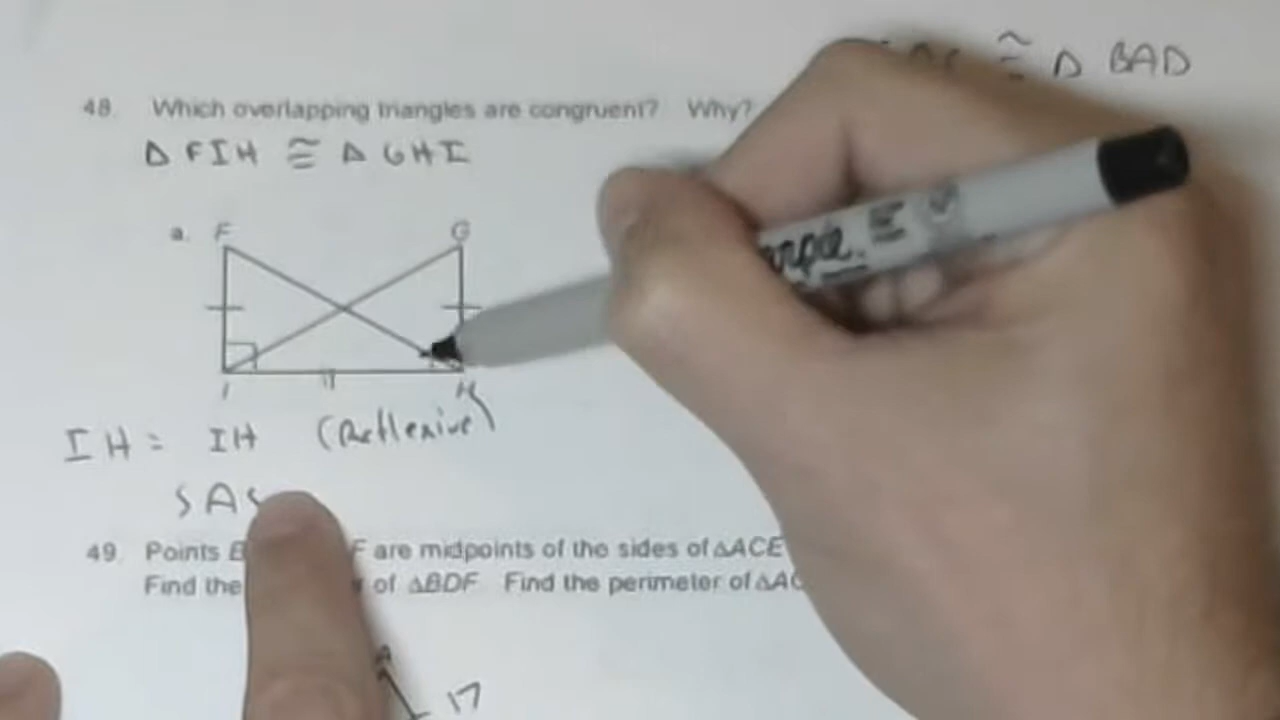 ≅ Δ BAD
48. Which overlapping triangles are congruent? Why?
Δ FIH ≅ Δ GHI
a. F G
I H
IH = IH (Reflexive)
SAS
49. Points F are midpoints of the sides of ΔACE
Find the of ΔBDF. Find the perimeter of
17